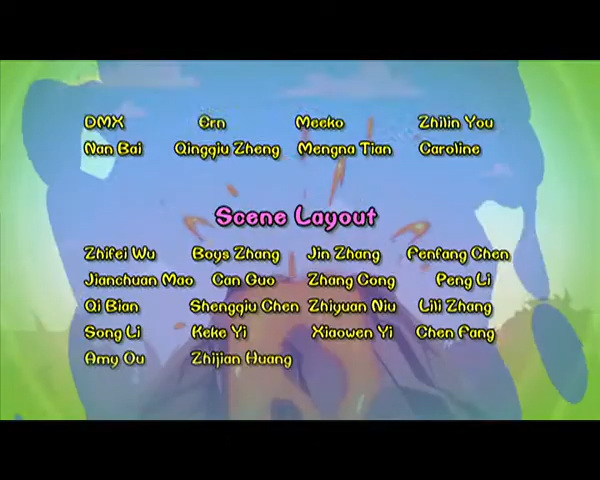 DMX Ern Meeko Zhilin You
Nan Bai Qingqiu Zheng Mengna Tian Caroline
Scene Layout
Zhifei Wu Boys Zhang Jin Zhang Fenfang Chen
Jianchuan Mao Can Guo Zhang Cong Peng Li
Qi Bian Shengqiu Chen Zhiyuan Niu Lili Zhang
Song Li Keke Yi Xiaowen Yi Chen Fang
Amy Ou Zhijian Huang